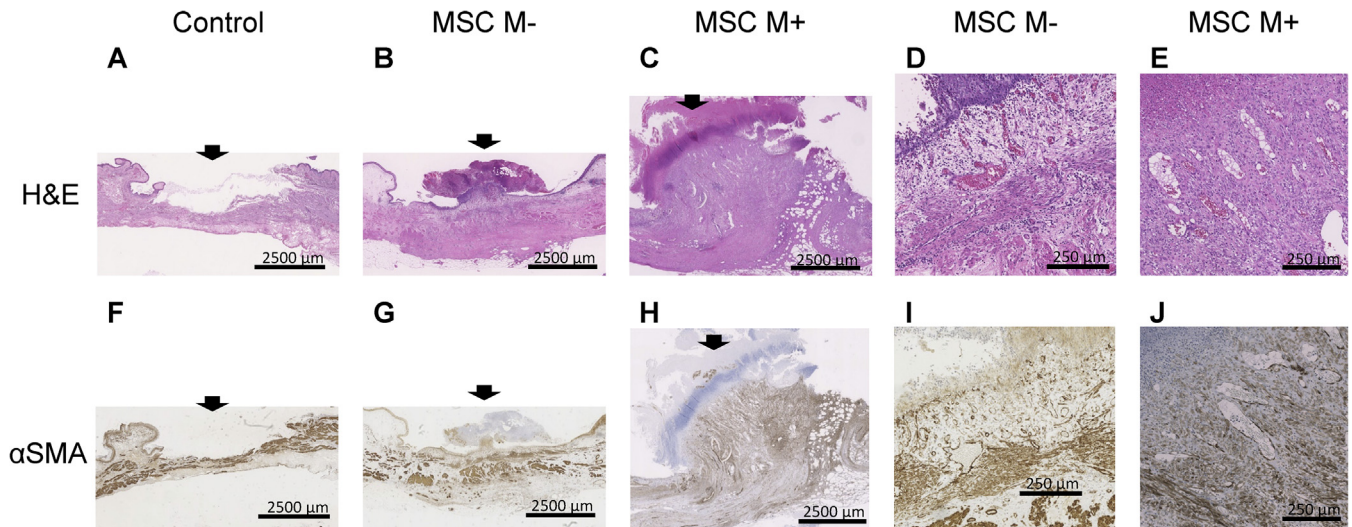 Control MSC M- MSC M+ MSC M- MSC M+
A B C D E
H&E
2500 μm 2500 μm 2500 μm 250 μm 250 μm
F G H I J
αSMA
2500 μm 2500 μm 2500 μm 250 μm 250 μm